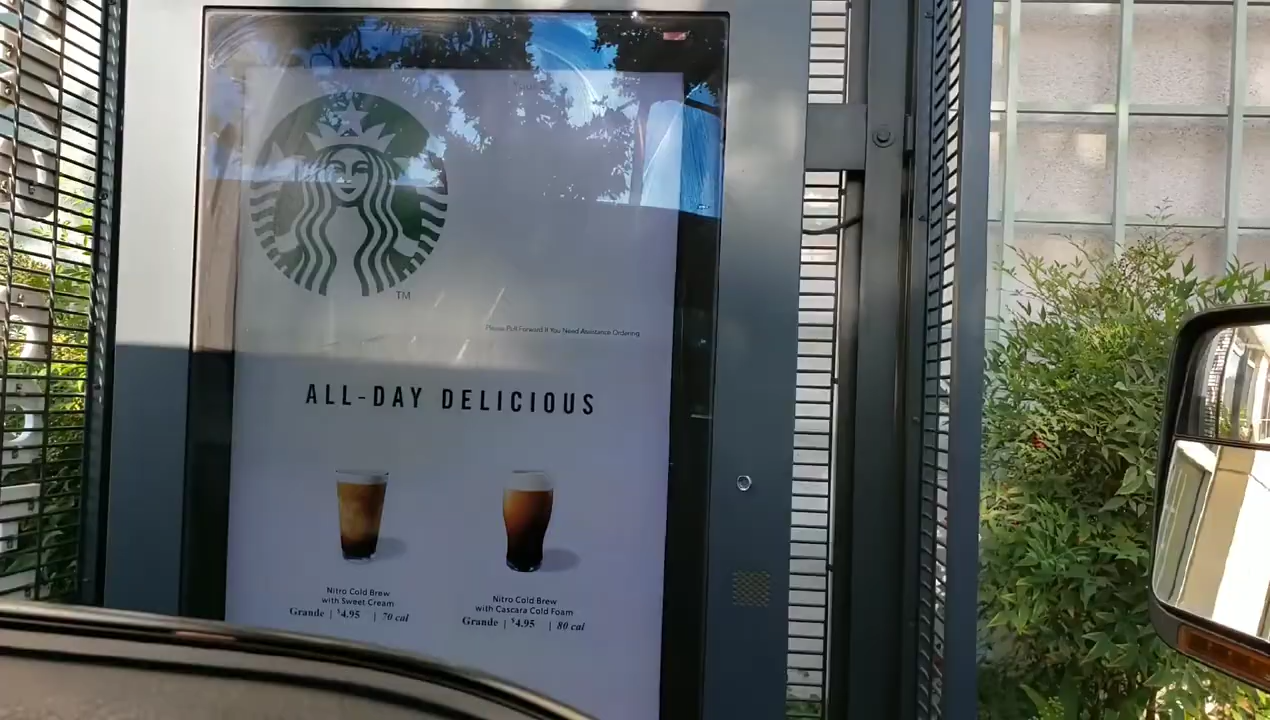 TM
Please Pull Forward If You Need Assistance Ordering
ALL-DAY DELICIOUS
Nitro Cold Brew
with Sweet Cream
Grande | $4.95 | 70 cal
Nitro Cold Brew
with Cascara Cold Foam
Grande | $4.95 | 80 cal